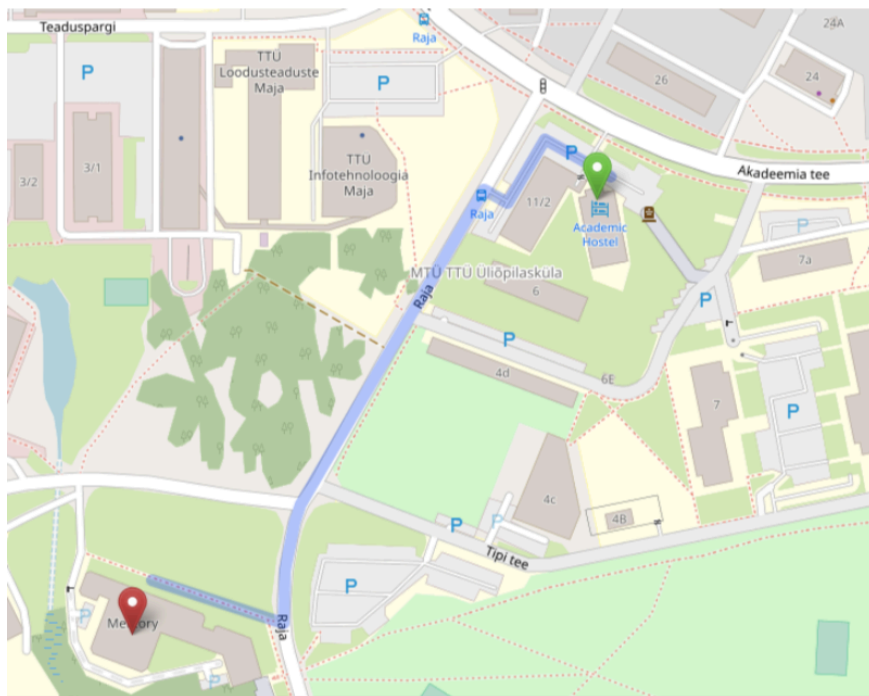 Teaduspargi
P
TTÜ
Loodusteaduste
Maja
Raja
P
26
24A
24
3/2
3/1
TTÜ
Infotehnoloogia
Maja
P
Akadeemia tee
11/2
Raja
Academic
Hostel
P
7a
MTÜ TTÜ Üliõpilasküla
Raja
6
P
P
4d
6E
7
P
4c
4B
P
P
Tipi tee
P
P
Raja
P